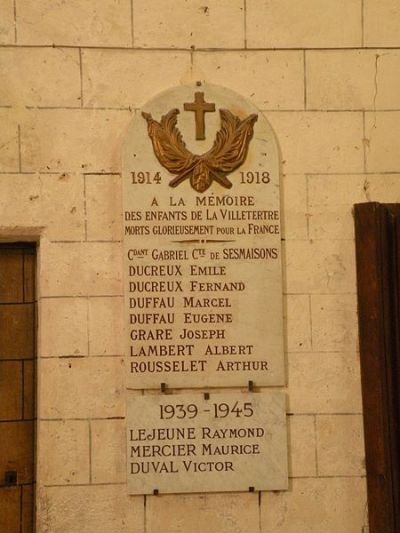 1914 1918
A LA MÉMOIRE
DES ENFANTS DE LA VILLETERTRE
MORTS GLORIEUSEMENT POUR LA FRANCE
CDANT GABRIEL CTE DE SESMAISONS
DUCREUX EMILE
DUCREUX FERNAND
DUFFAU MARCEL
DUFFAU EUGÈNE
GRARE JOSEPH
LAMBERT ALBERT
ROUSSELET ARTHUR
1939-1945
LEJEUNE RAYMOND
MERCIER MAURICE
DUVAL VICTOR